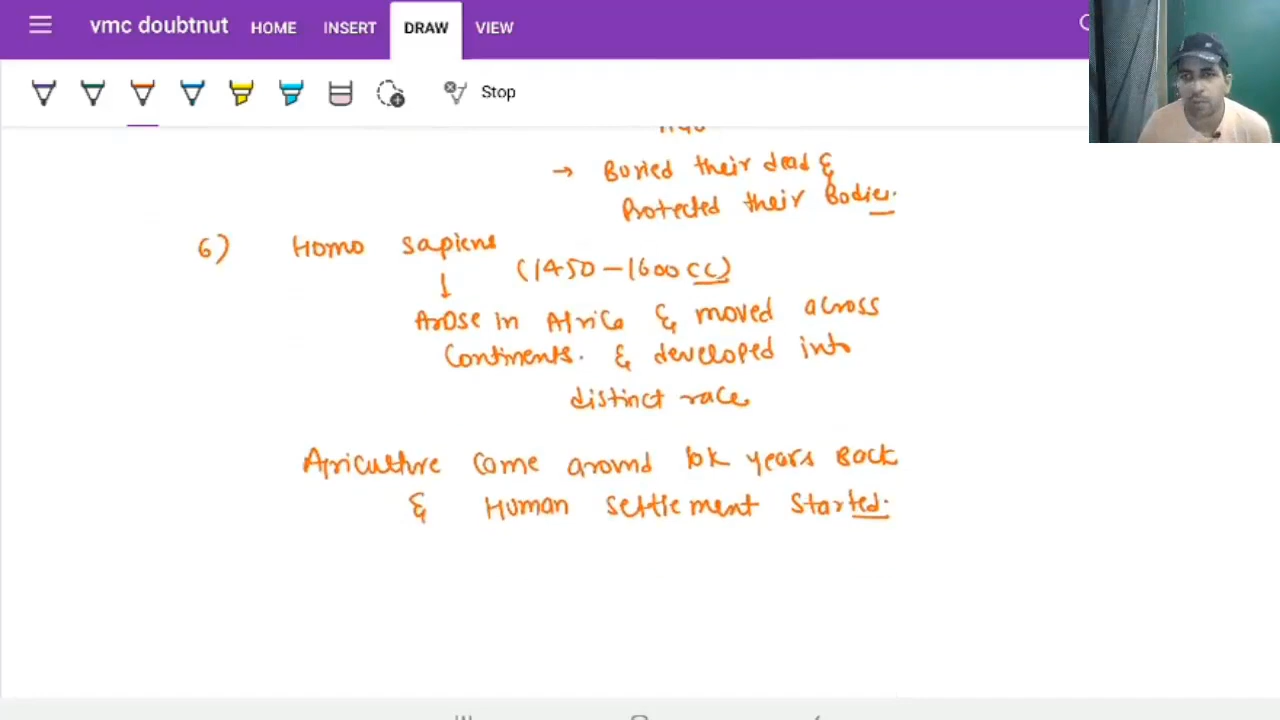 vmc doubtnut HOME INSERT DRAW VIEW
Stop
→ Buried their dead &
Protected their Bodies.
6) Homo sapiens
(1450-1600 cc)
↓
Arose in Africa & moved across
Continents. & developed into
distinct race
Agriculture came around 10k years Back
& Human settlement started.